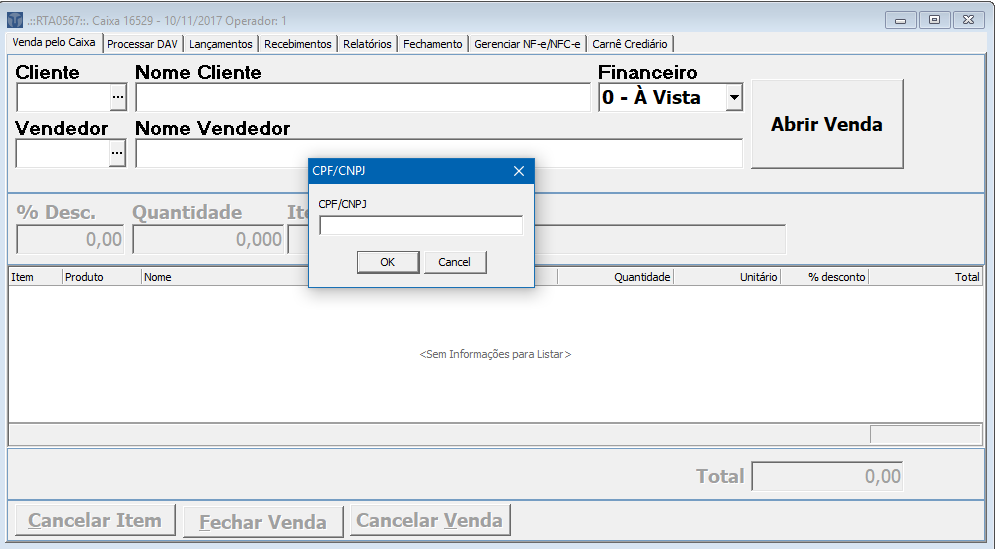 .::RTA0567::. Caixa 16529 - 10/11/2017 Operador: 1
Venda pelo Caixa Processar DAV Lançamentos Recebimentos Relatórios Fechamento Gerenciar NF-e/NFC-e Carnê Crediário
Cliente Nome Cliente Financeiro
... 0 - À Vista
Abrir Venda
Vendedor Nome Vendedor
...
CPF/CNPJ
CPF/CNPJ
OK Cancel
% Desc. Quantidade
0,00 0,000
Item Produto Nome Quantidade Unitário % desconto Total
<Sem Informações para Listar>
Total 0,00
Cancelar Item Fechar Venda Cancelar Venda